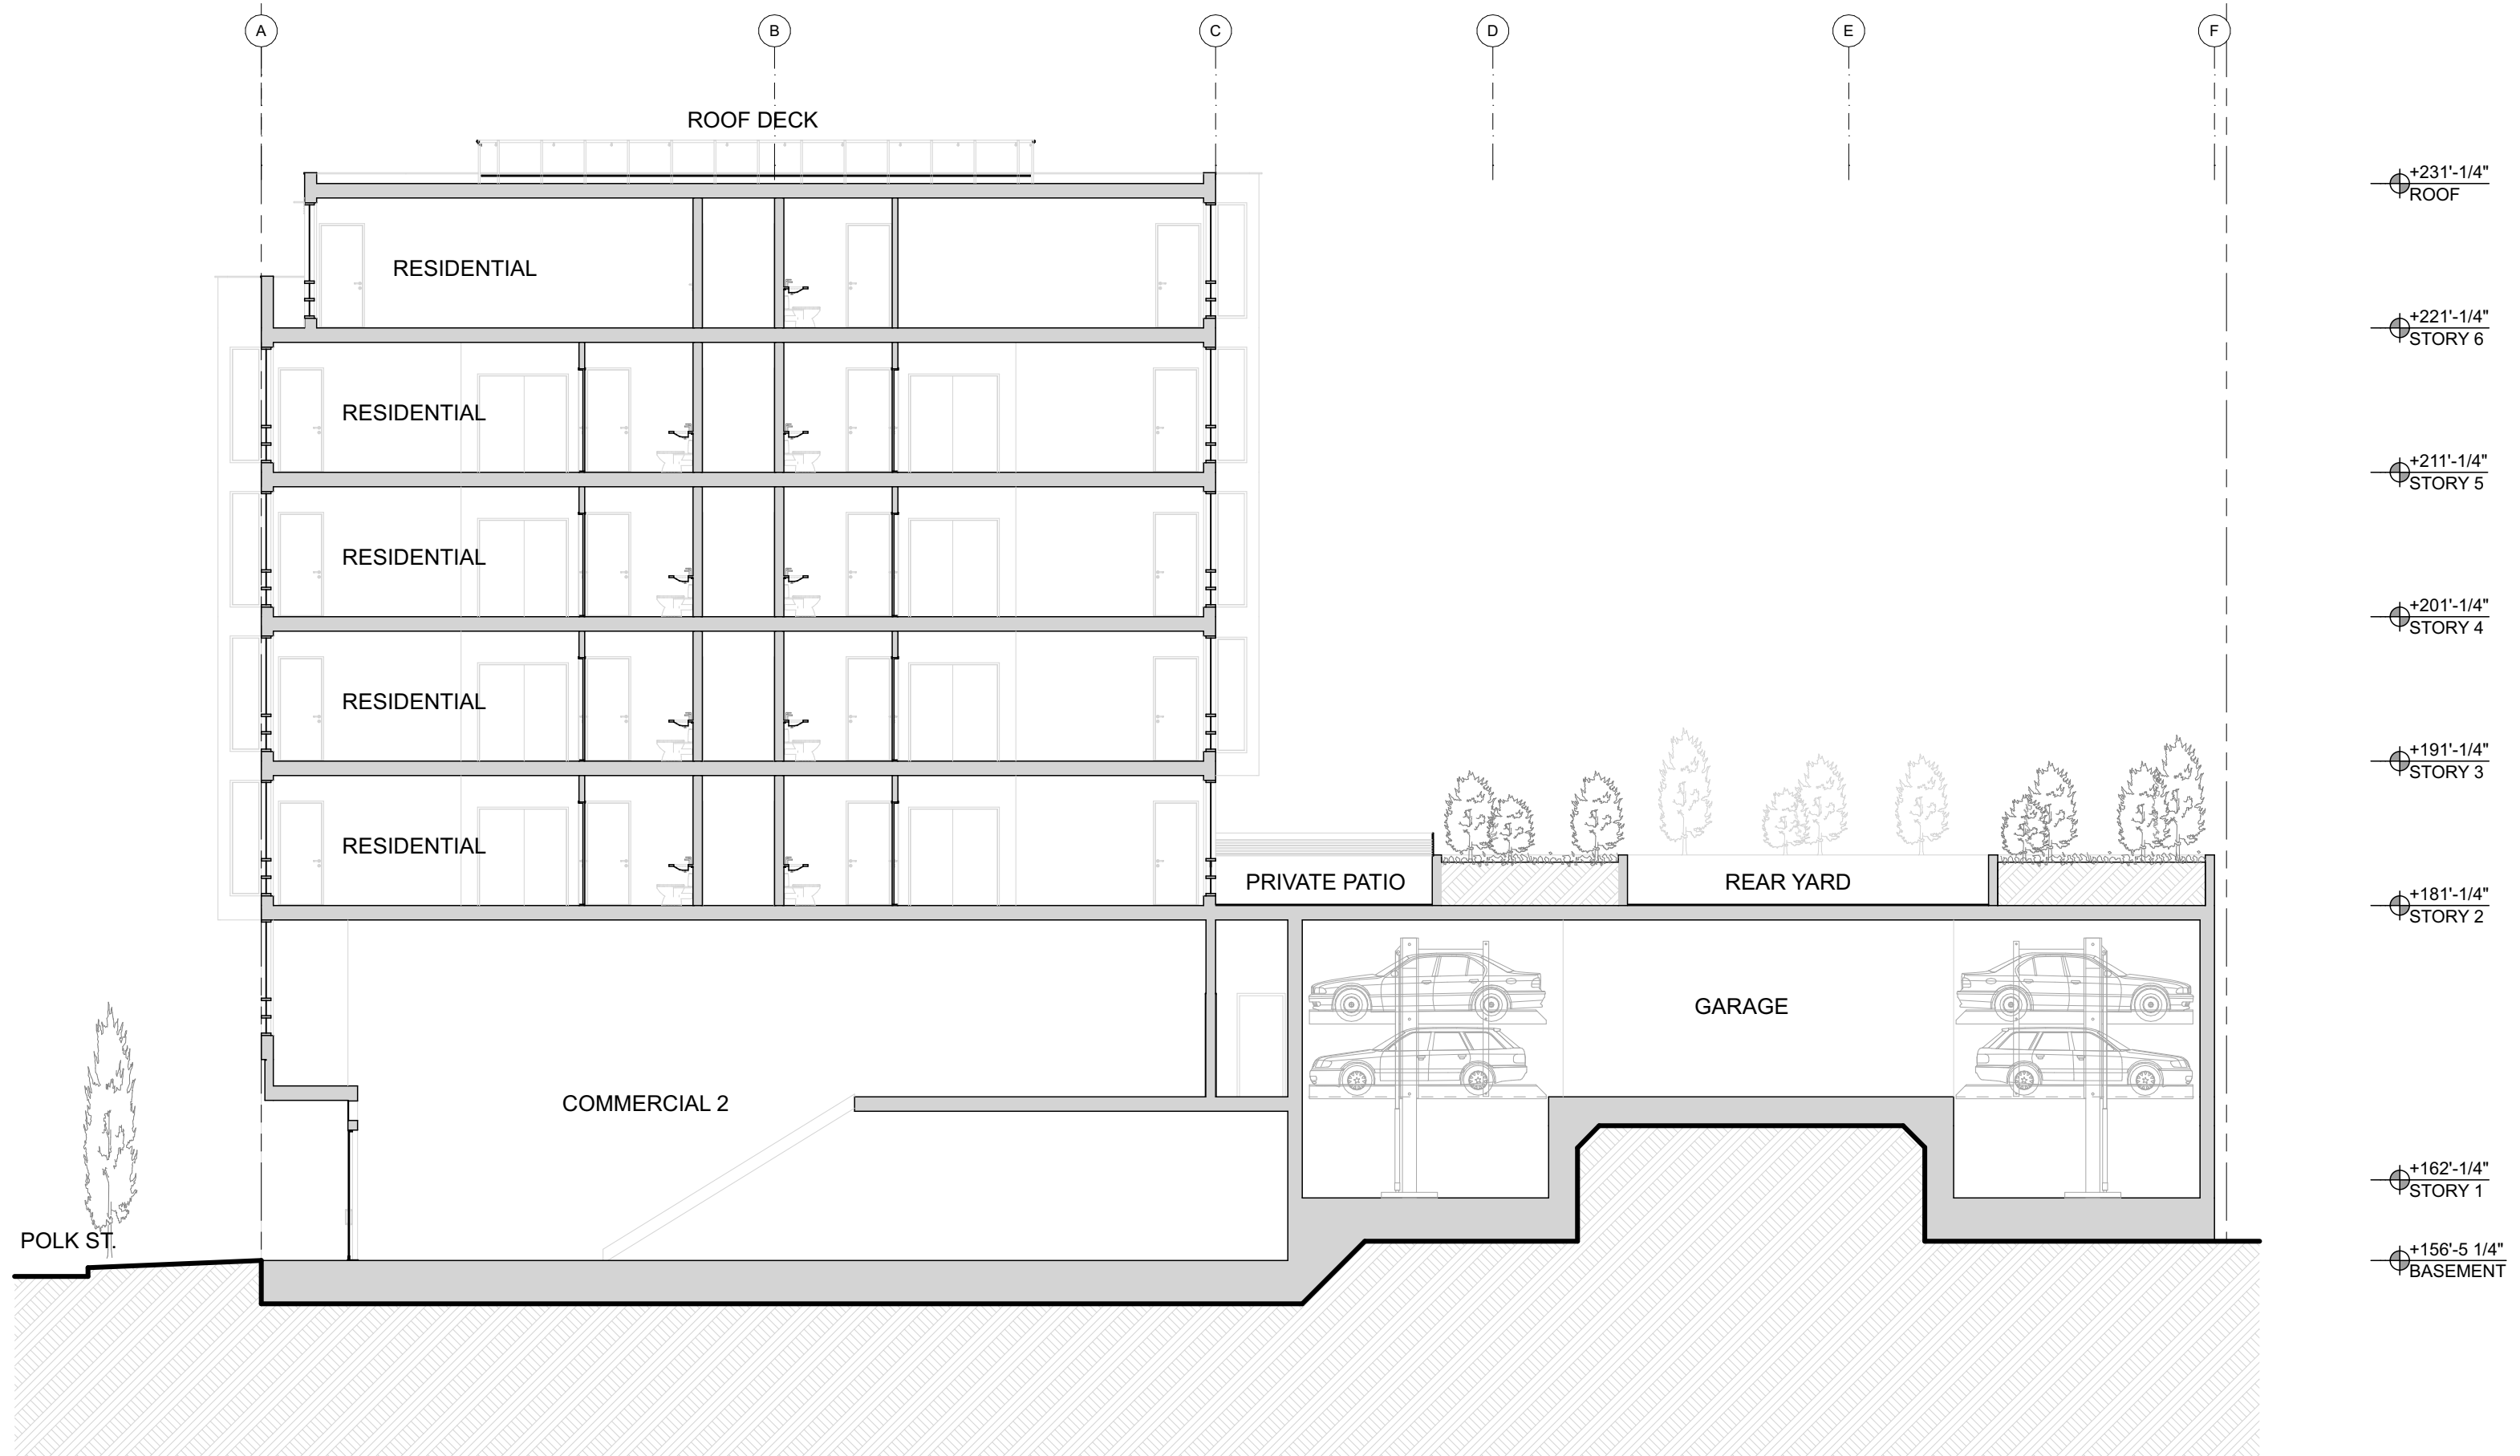 A
B
C
D
E
F
ROOF DECK
+231'-1/4"
ROOF
RESIDENTIAL
+221'-1/4"
STORY 6
RESIDENTIAL
+211'-1/4"
STORY 5
RESIDENTIAL
+201'-1/4"
STORY 4
RESIDENTIAL
+191'-1/4"
STORY 3
RESIDENTIAL
PRIVATE PATIO
REAR YARD
+181'-1/4"
STORY 2
GARAGE
COMMERCIAL 2
+162'-1/4"
STORY 1
POLK ST.
+156'-5 1/4"
BASEMENT